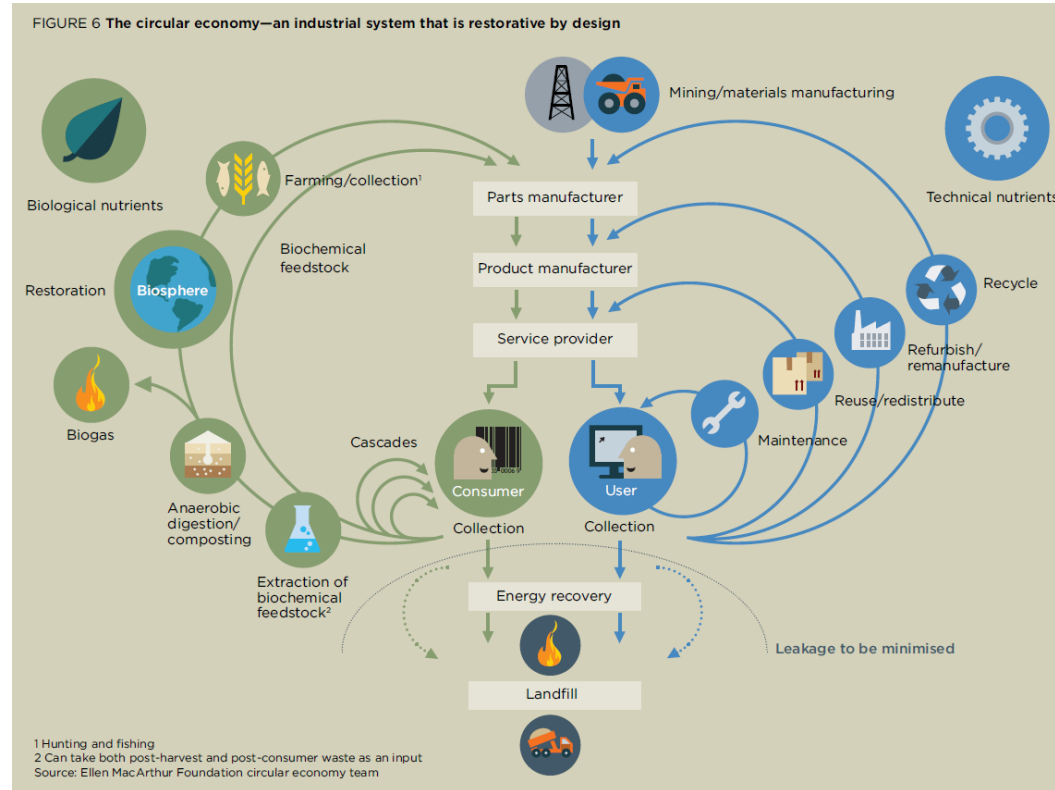 FIGURE 6 The circular economy—an industrial system that is restorative by design
Mining/materials manufacturing
Biological nutrients
Farming/collection¹
Parts manufacturer
Technical nutrients
Biochemical
feedstock
Product manufacturer
Restoration
Biosphere
Recycle
Service provider
Refurbish/
remanufacture
Reuse/redistribute
Biogas
Cascades
Maintenance
Consumer
User
Anaerobic
digestion/
composting
Collection
Collection
Extraction of
biochemical
feedstock²
Energy recovery
Leakage to be minimised
Landfill
1 Hunting and fishing
2 Can take both post-harvest and post-consumer waste as an input
Source: Ellen MacArthur Foundation circular economy team